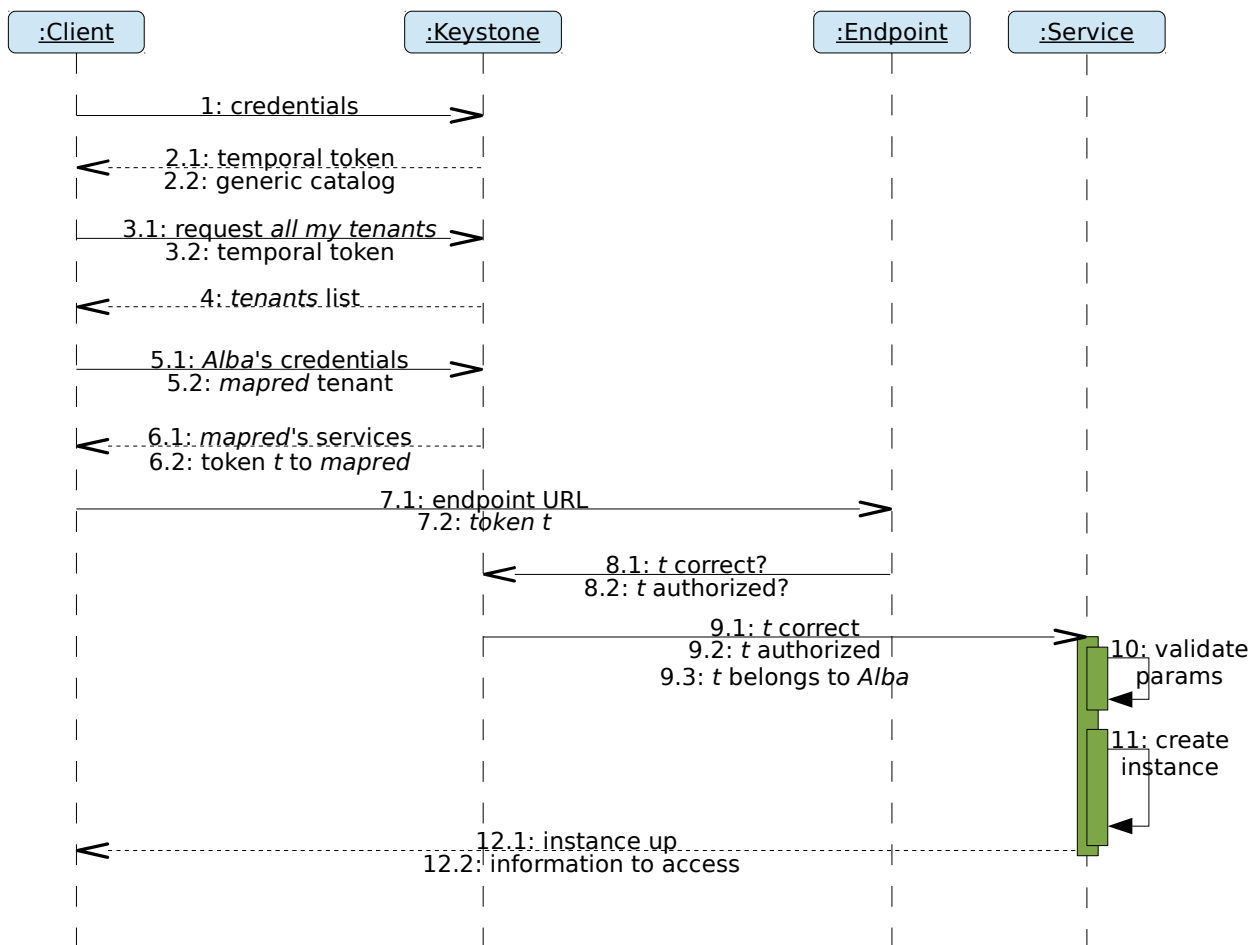 :Client
:Keystone
:Endpoint
:Service
1: credentials
2.1: temporal token
2.2: generic catalog
3.1: request all my tenants
3.2: temporal token
4: tenants list
5.1: Alba's credentials
5.2: mapred tenant
6.1: mapred's services
6.2: token t to mapred
7.1: endpoint URL
7.2: token t
8.1: t correct?
8.2: t authorized?
9.1: t correct
9.2: t authorized
9.3: t belongs to Alba
10: validate
params
11: create
instance
12.1: instance up
12.2: information to access